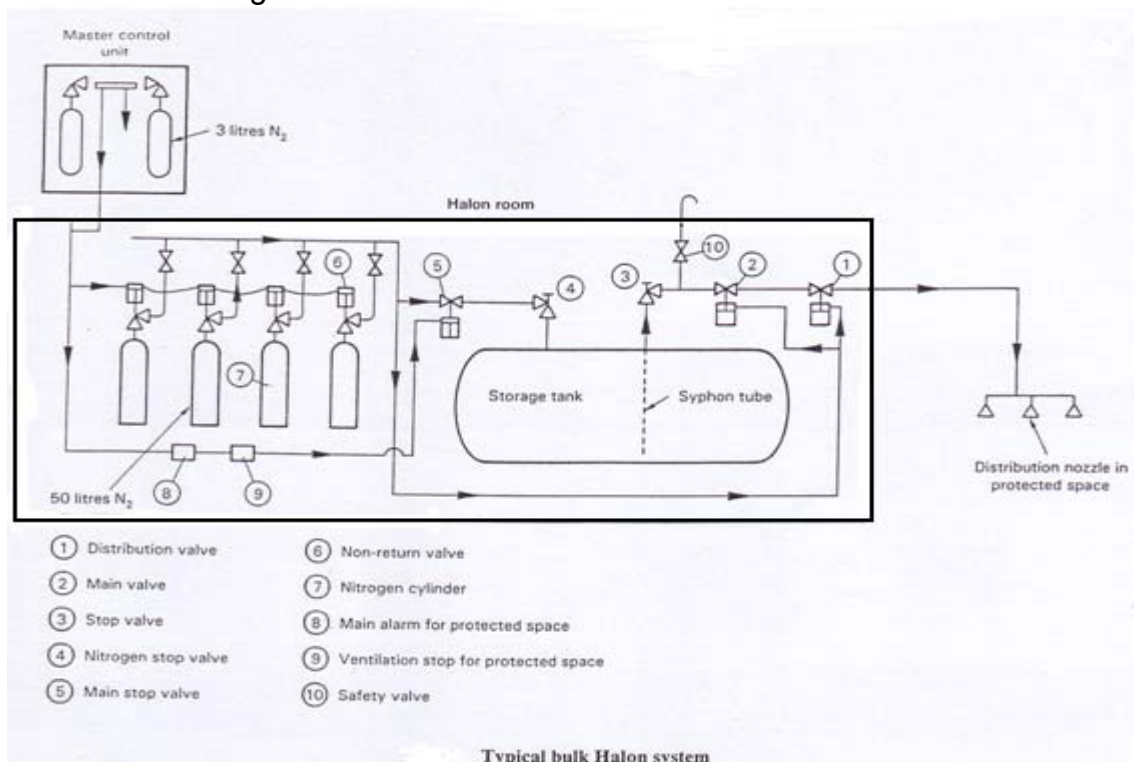 Master control
unit
3 litres N₂
Halon room
6
10
5
4
3
2
1
7
Storage tank
Syphon tube
50 litres N₂
8
9
Distribution nozzle in
protected space
1 Distribution valve
2 Main valve
3 Stop valve
4 Nitrogen stop valve
5 Main stop valve
6 Non-return valve
7 Nitrogen cylinder
8 Main alarm for protected space
9 Ventilation stop for protected space
10 Safety valve
Typical bulk Halon system